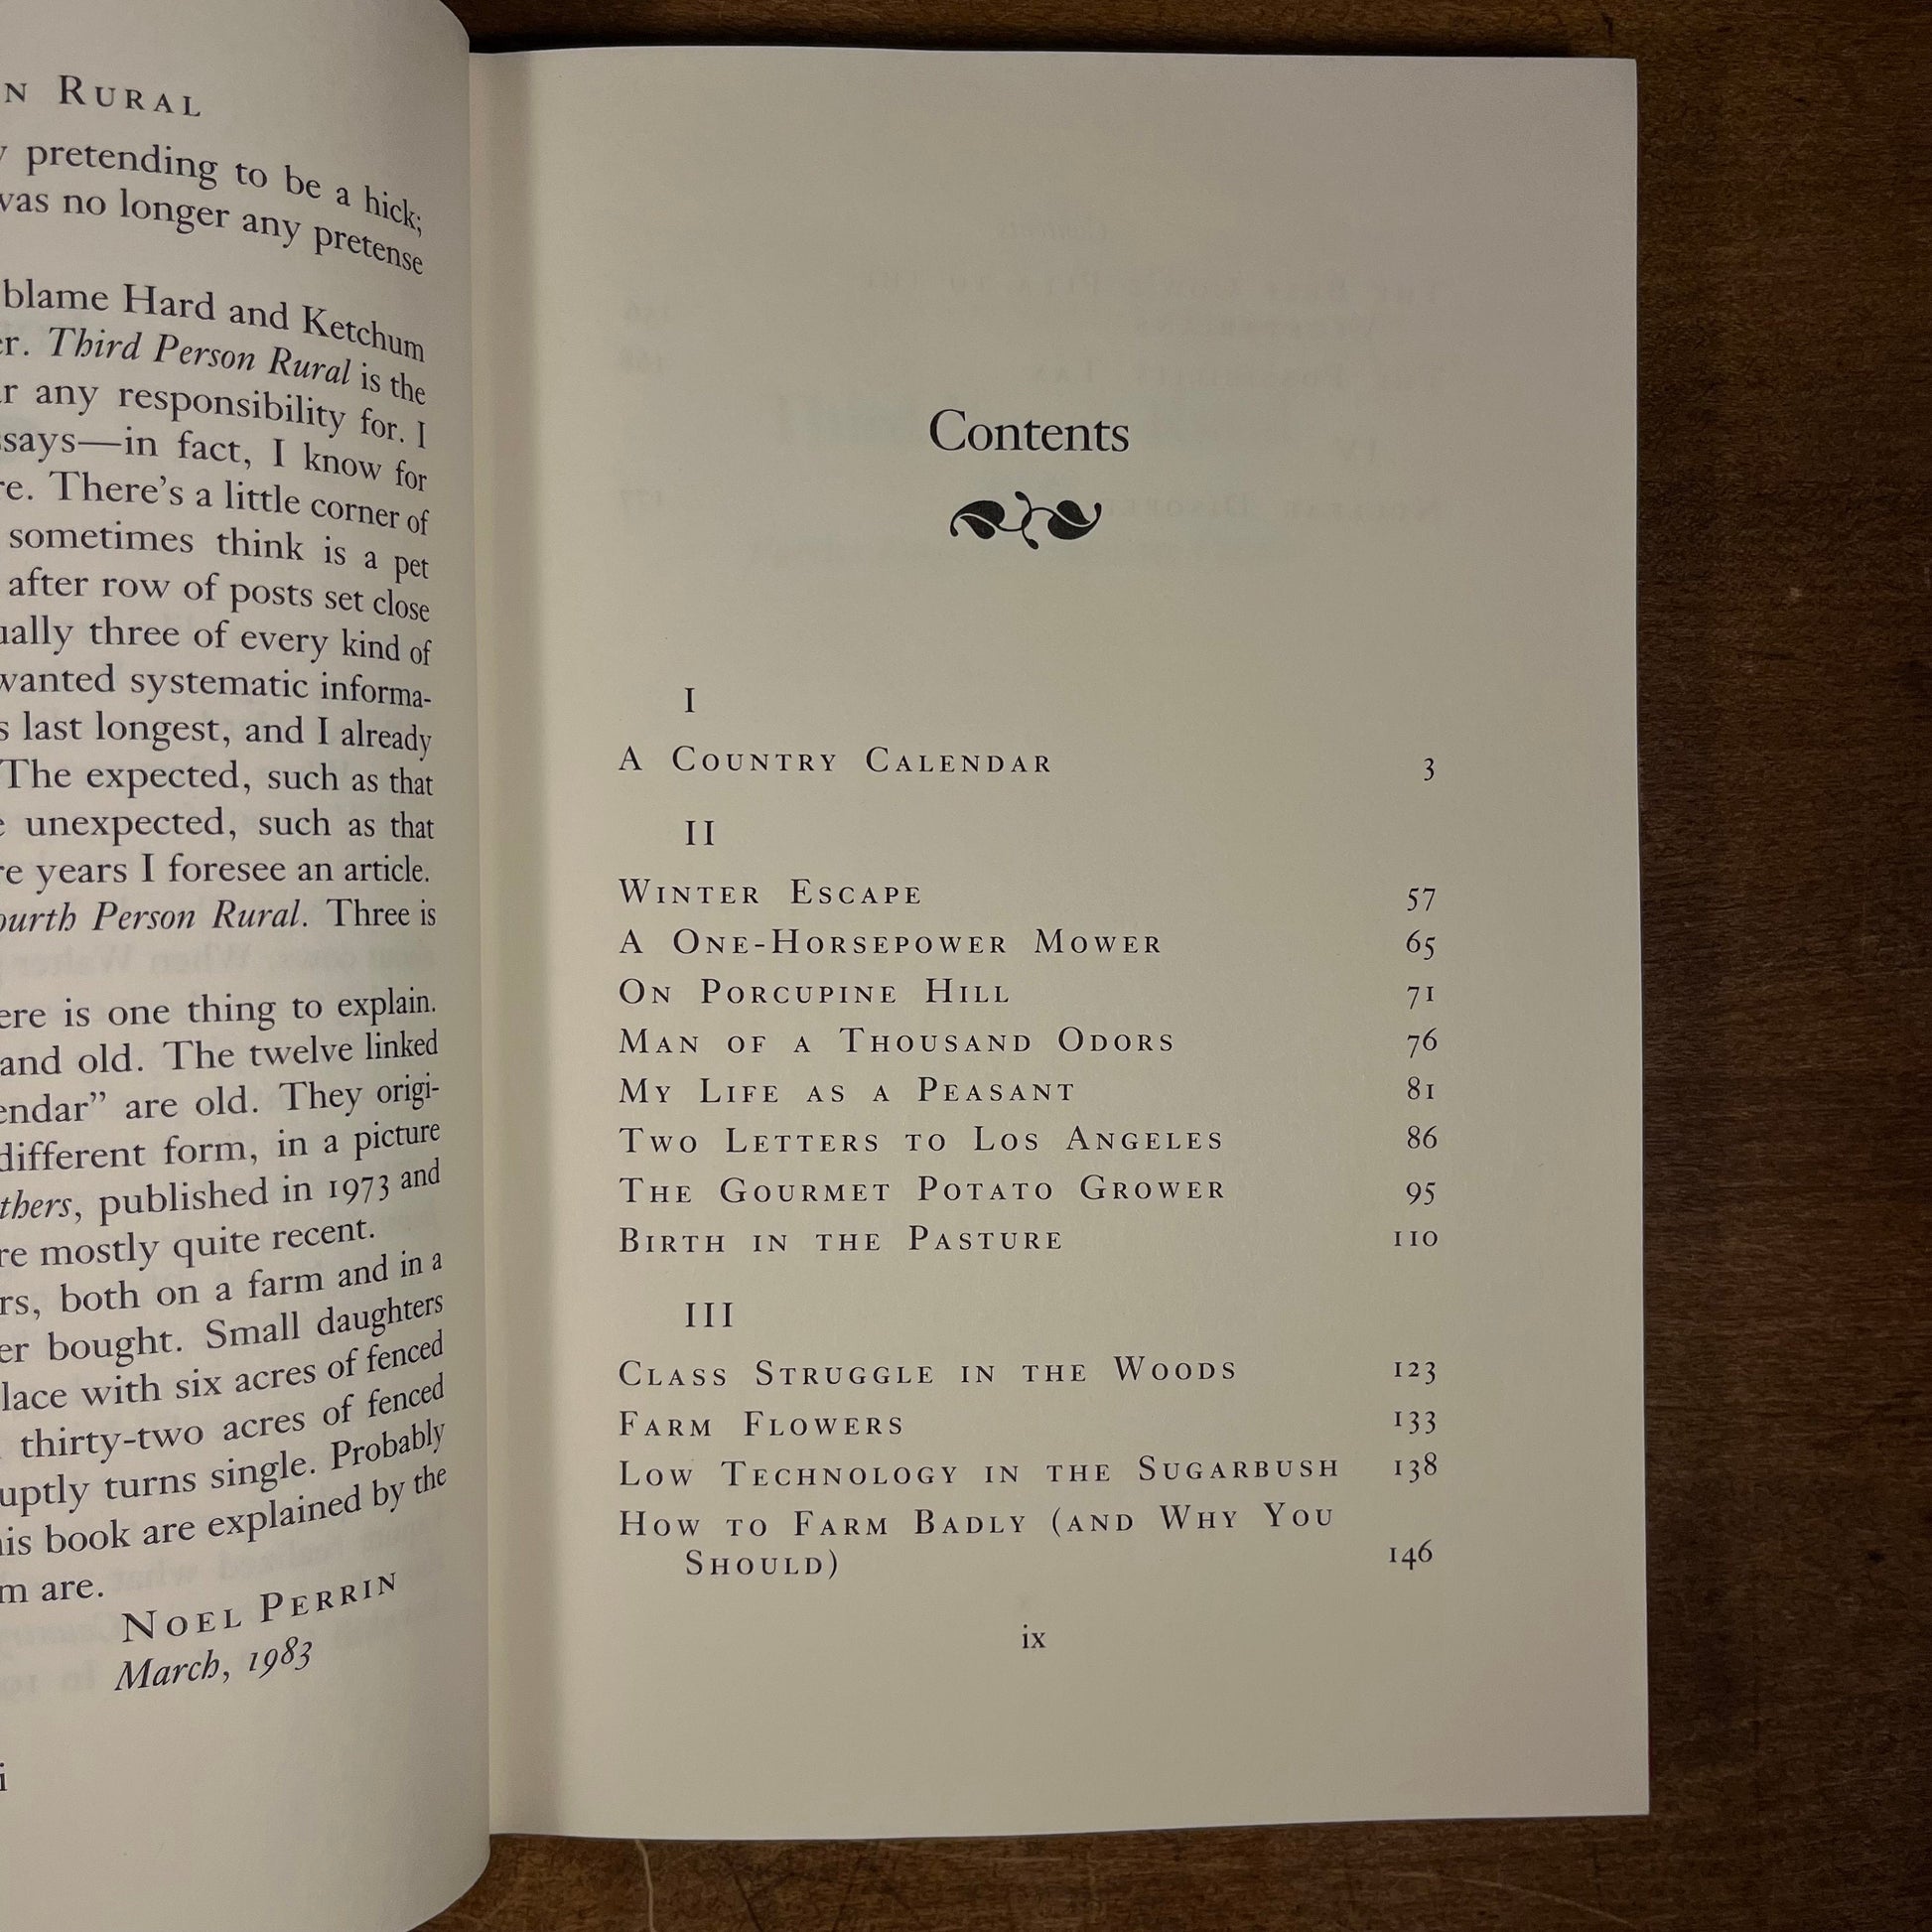 N RURAL
pretending to be a hick;
was no longer any pretense
blame Hard and Ketchum
er. Third Person Rural is the
any responsibility for. I
ssays—in fact, I know for
re. There's a little corner of
sometimes think is a pet
after row of posts set close
ually three of every kind of
wanted systematic informa-
s last longest, and I already
The expected, such as that
unexpected, such as that
re years I foresee an article.
ourth Person Rural. Three is
ere is one thing to explain.
and old. The twelve linked
endar” are old. They origi-
different form, in a picture
thers, published in 1973 and
re mostly quite recent.
rs, both on a farm and in a
er bought. Small daughters
lace with six acres of fenced
thirty-two acres of fenced
uptly turns single. Probably
his book are explained by the
m are.
NOEL PERRIN
March, 1983
i
Contents
I
A COUNTRY CALENDAR 3
II
WINTER ESCAPE 57
A ONE-HORSEPOWER MOWER 65
ON PORCUPINE HILL 71
MAN OF A THOUSAND ODORS 76
MY LIFE AS A PEASANT 81
TWO LETTERS TO LOS ANGELES 86
THE GOURMET POTATO GROWER 95
BIRTH IN THE PASTURE 110
III
CLASS STRUGGLE IN THE WOODS 123
FARM FLOWERS 133
LOW TECHNOLOGY IN THE SUGARBUSH 138
HOW TO FARM BADLY (AND WHY YOU
SHOULD) 146
ix